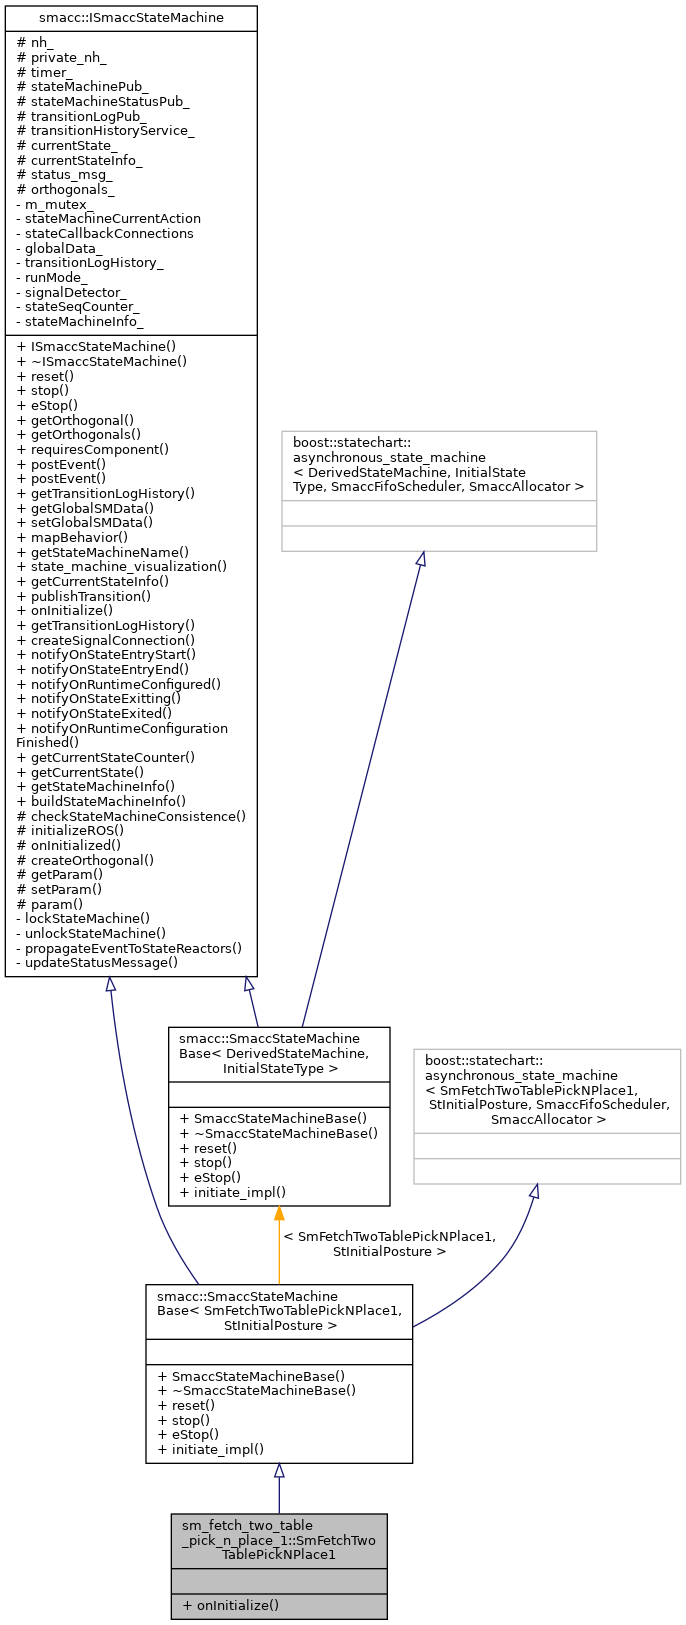 smacc::ISmaccStateMachine
# nh_
# private_nh_
# timer_
# stateMachinePub_
# stateMachineStatusPub_
# transitionLogPub_
# transitionHistoryService_
# currentState_
# currentStateInfo_
# status_msg_
# orthogonals_
- m_mutex_
- stateMachineCurrentAction
- stateCallbackConnections
- globalData_
- transitionLogHistory_
- runMode_
- signalDetector_
- stateSeqCounter_
- stateMachineInfo_
+ ISmaccStateMachine()
+ ~ISmaccStateMachine()
+ reset()
+ stop()
+ eStop()
+ getOrthogonal()
+ getOrthogonals()
+ requiresComponent()
+ postEvent()
+ postEvent()
+ getTransitionLogHistory()
+ getGlobalSMData()
+ setGlobalSMData()
+ mapBehavior()
+ getStateMachineName()
+ state_machine_visualization()
+ getCurrentStateInfo()
+ publishTransition()
+ onInitialize()
+ getTransitionLogHistory()
+ createSignalConnection()
+ notifyOnStateEntryStart()
+ notifyOnStateEntryEnd()
+ notifyOnRuntimeConfigured()
+ notifyOnStateExitting()
+ notifyOnStateExited()
+ notifyOnRuntimeConfiguration
Finished()
+ getCurrentStateCounter()
+ getCurrentState()
+ getStateMachineInfo()
+ buildStateMachineInfo()
# checkStateMachineConsistence()
# initializeROS()
# onInitialized()
# createOrthogonal()
# getParam()
# setParam()
# param()
- lockStateMachine()
- unlockStateMachine()
- propagateEventToStateReactors()
- updateStatusMessage()
boost::statechart::
asynchronous_state_machine
< DerivedStateMachine, InitialState
Type, SmaccFifoScheduler, SmaccAllocator >
smacc::SmaccStateMachine
Base< DerivedStateMachine,
InitialStateType >
+ SmaccStateMachineBase()
+ ~SmaccStateMachineBase()
+ reset()
+ stop()
+ eStop()
+ initiate_impl()
boost::statechart::
asynchronous_state_machine
< SmFetchTwoTablePickNPlace1,
StInitialPosture, SmaccFifoScheduler,
SmaccAllocator >
< SmFetchTwoTablePickNPlace1,
StInitialPosture >
smacc::SmaccStateMachine
Base< SmFetchTwoTablePickNPlace1,
StInitialPosture >
+ SmaccStateMachineBase()
+ ~SmaccStateMachineBase()
+ reset()
+ stop()
+ eStop()
+ initiate_impl()
sm_fetch_two_table
_pick_n_place_1::SmFetchTwo
TablePickNPlace1
+ onInitialize()